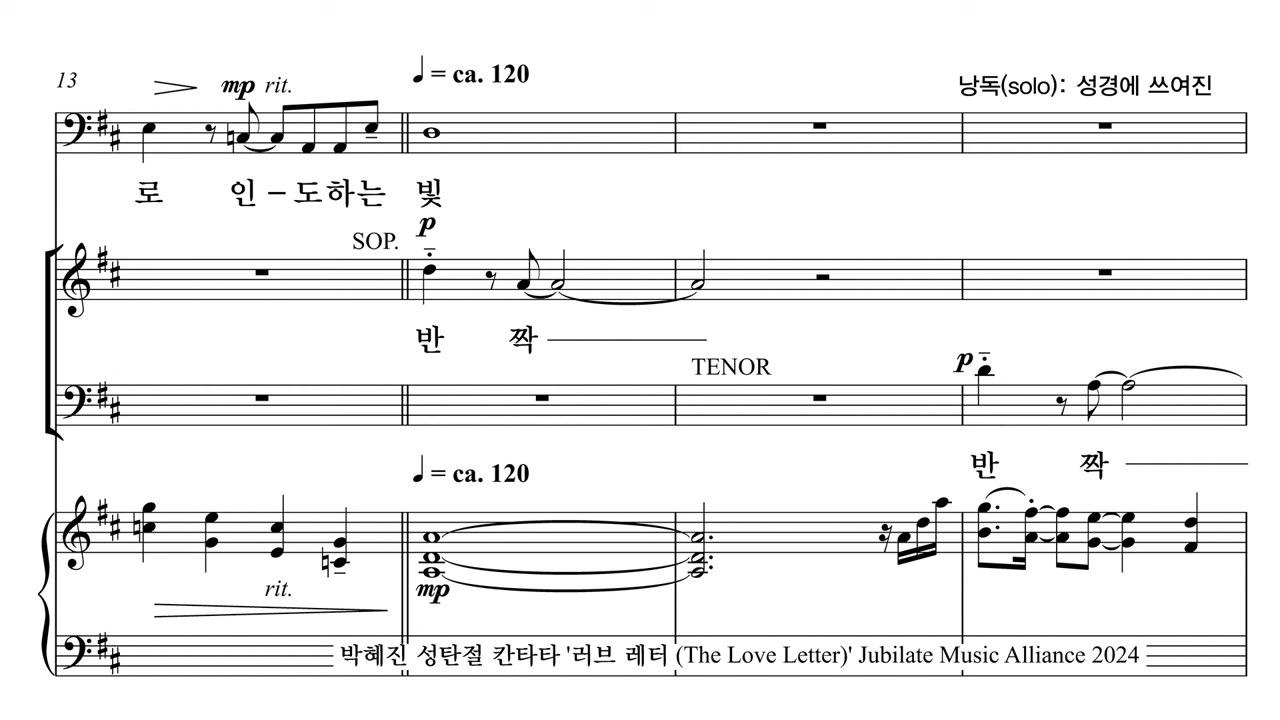 13
mp rit.
♩ = ca. 120
낭독(solo): 성경에 쓰여진
로 인 – 도하는 빛
SOP.
p
반 짝
TENOR
p
반 짝
♩ = ca. 120
rit.
mp
박혜진 성탄절 칸타타 '러브 레터 (The Love Letter)' Jubilate Music Alliance 2024